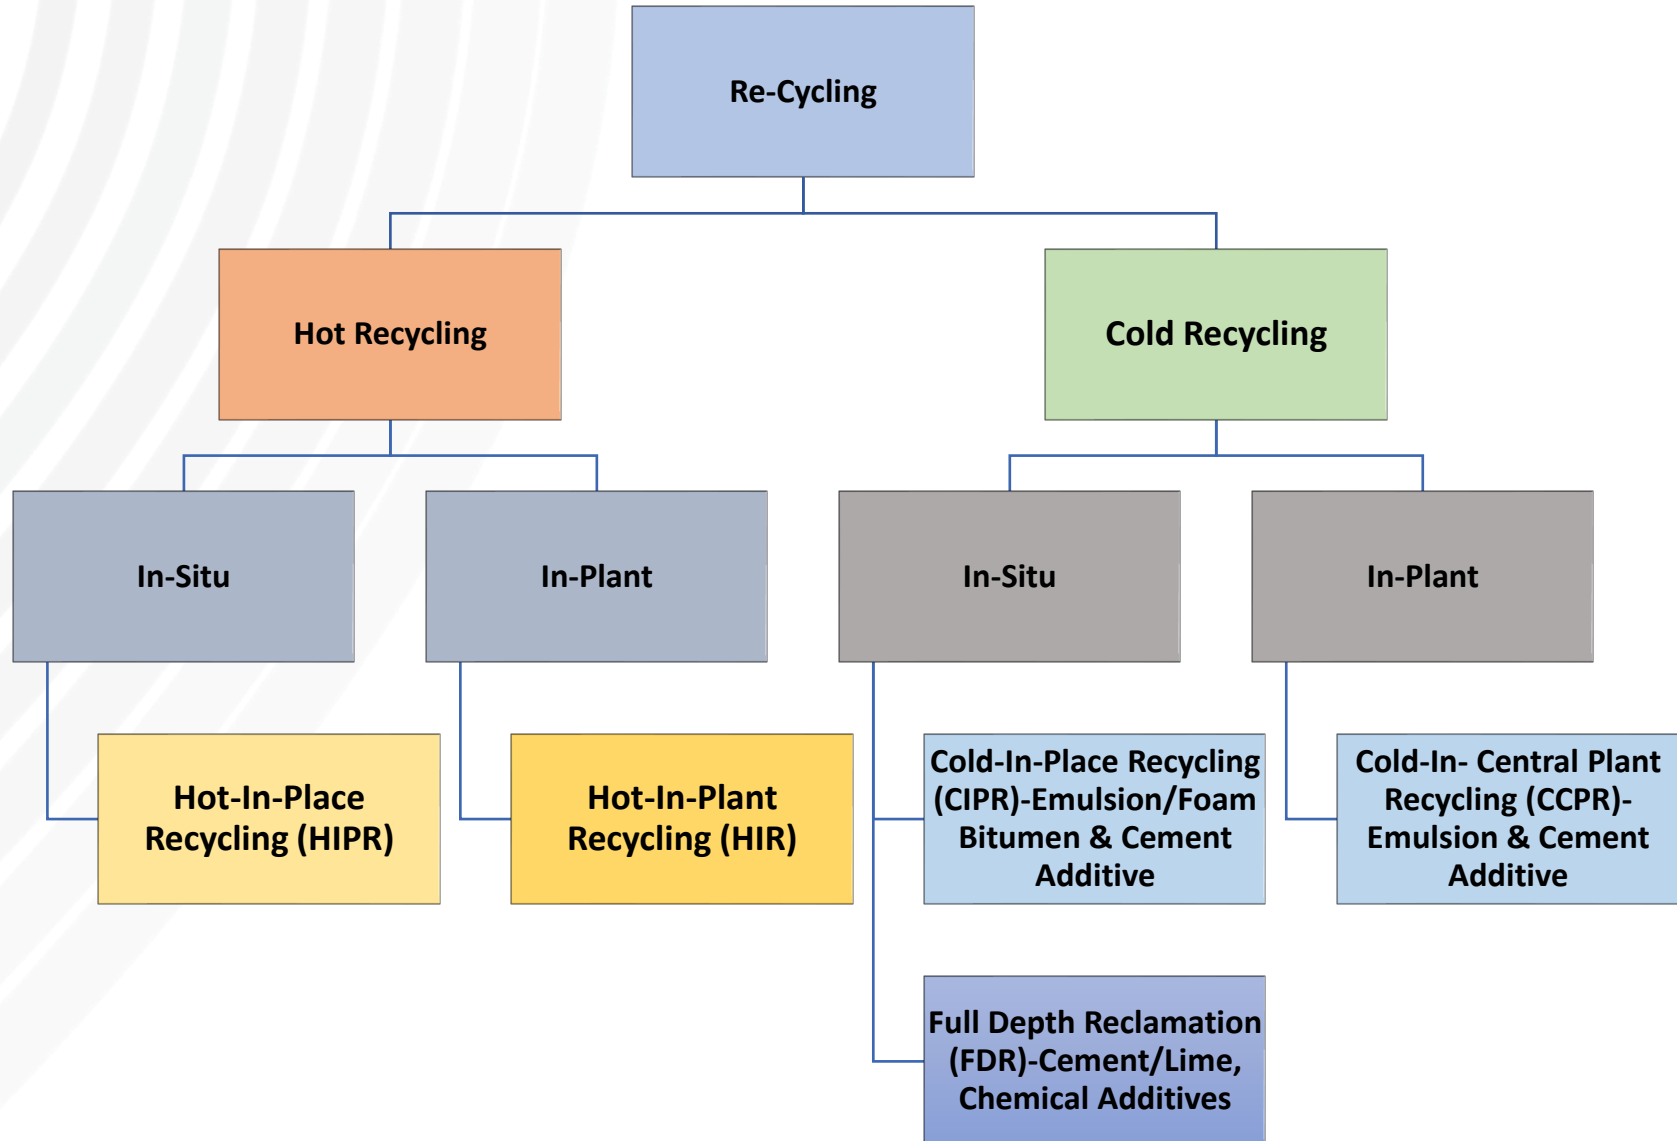 Re-Cycling
Hot Recycling
Cold Recycling
In-Situ
In-Plant
In-Situ
In-Plant
Hot-In-Place
Recycling (HIPR)
Hot-In-Plant
Recycling (HIR)
Cold-In-Place Recycling
(CIPR)-Emulsion/Foam
Bitumen & Cement
Additive
Cold-In- Central Plant
Recycling (CCPR)-
Emulsion & Cement
Additive
Full Depth Reclamation
(FDR)-Cement/Lime,
Chemical Additives